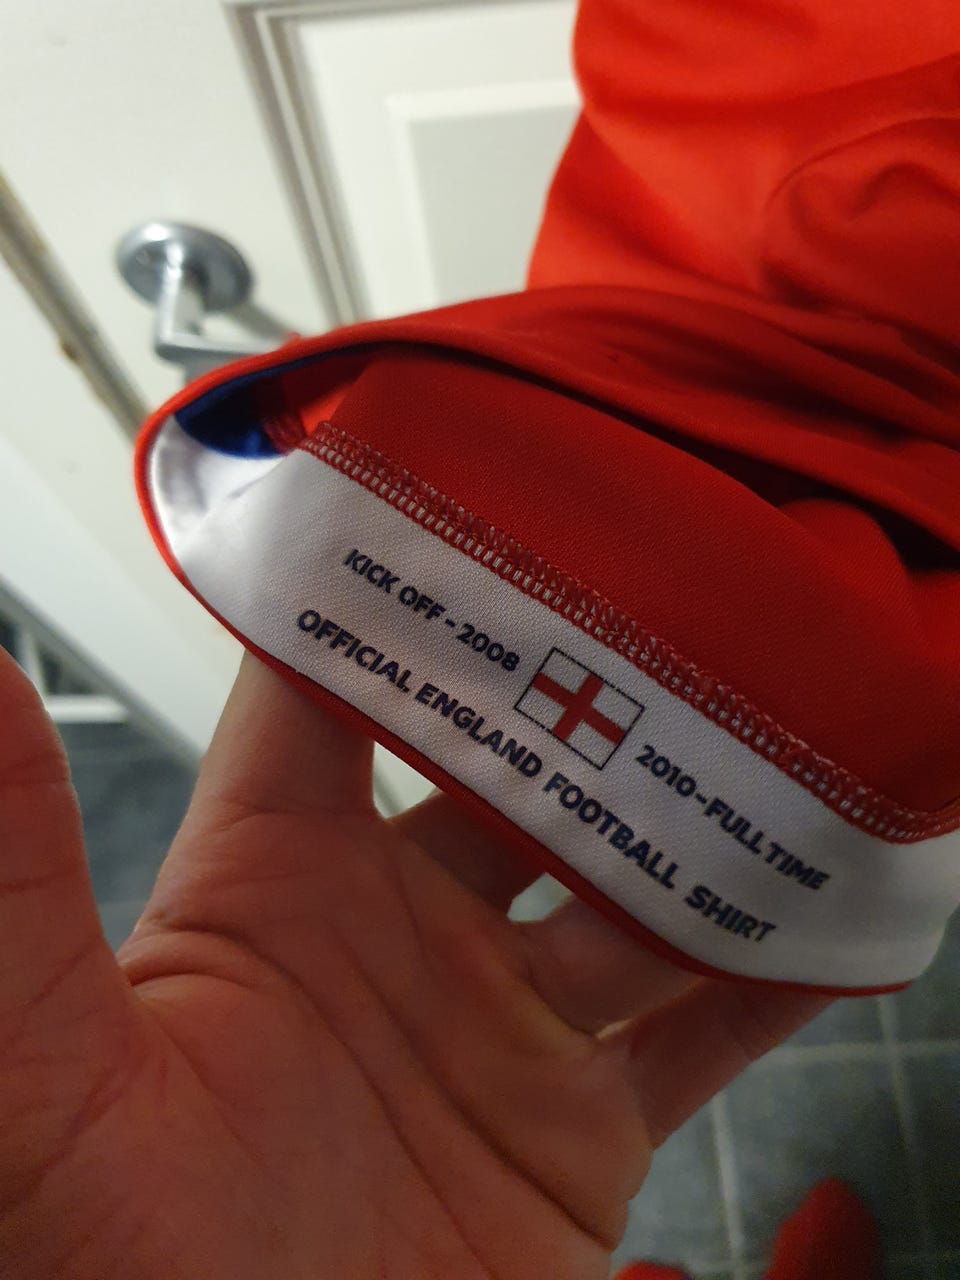 KICK OFF - 2008 2010 - FULL TIME
OFFICIAL ENGLAND FOOTBALL SHIRT